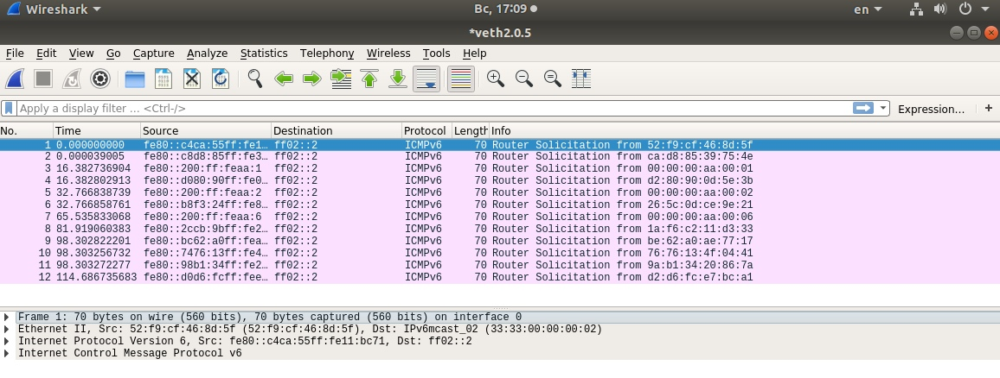 Wireshark
Вс, 17:09
en
*veth2.0.5
File Edit View Go Capture Analyze Statistics Telephony Wireless Tools Help
Apply a display filter ... <Ctrl-/>
Expression...
+
No. Time Source Destination Protocol Length Info
1 0.000000000 fe80::c4ca:55ff:fe1... ff02::2 ICMPv6 70 Router Solicitation from 52:f9:cf:46:8d:5f
2 0.000039005 fe80::c8d8:85ff:fe3... ff02::2 ICMPv6 70 Router Solicitation from ca:d8:85:39:75:4e
3 16.382736904 fe80::200:ff:feaa:1 ff02::2 ICMPv6 70 Router Solicitation from 00:00:00:aa:00:01
4 16.382802913 fe80::d080:90ff:fe0... ff02::2 ICMPv6 70 Router Solicitation from d2:80:90:0d:5e:3b
5 32.766838739 fe80::200:ff:feaa:2 ff02::2 ICMPv6 70 Router Solicitation from 00:00:00:aa:00:02
6 32.766858761 fe80::b8f3:24ff:fe8... ff02::2 ICMPv6 70 Router Solicitation from 26:5c:0d:ce:9e:21
7 65.535833068 fe80::200:ff:feaa:6 ff02::2 ICMPv6 70 Router Solicitation from 00:00:00:aa:00:06
8 81.919060383 fe80::2ccb:9bff:fe2... ff02::2 ICMPv6 70 Router Solicitation from 1a:f6:c2:11:d3:33
9 98.302822201 fe80::bc62:a0ff:fea... ff02::2 ICMPv6 70 Router Solicitation from be:62:a0:ae:77:17
10 98.303256732 fe80::7476:13ff:fe4... ff02::2 ICMPv6 70 Router Solicitation from 76:76:13:4f:04:41
11 98.303272277 fe80::98b1:34ff:fe2... ff02::2 ICMPv6 70 Router Solicitation from 9a:b1:34:20:86:7a
12 114.686735683 fe80::d0d6:fcff:fee... ff02::2 ICMPv6 70 Router Solicitation from d2:d6:fc:e7:bc:a1
Frame 1: 70 bytes on wire (560 bits), 70 bytes captured (560 bits) on interface 0
Ethernet II, Src: 52:f9:cf:46:8d:5f (52:f9:cf:46:8d:5f), Dst: IPv6mcast_02 (33:33:00:00:00:02)
Internet Protocol Version 6, Src: fe80::c4ca:55ff:fe11:bc71, Dst: ff02::2
Internet Control Message Protocol v6